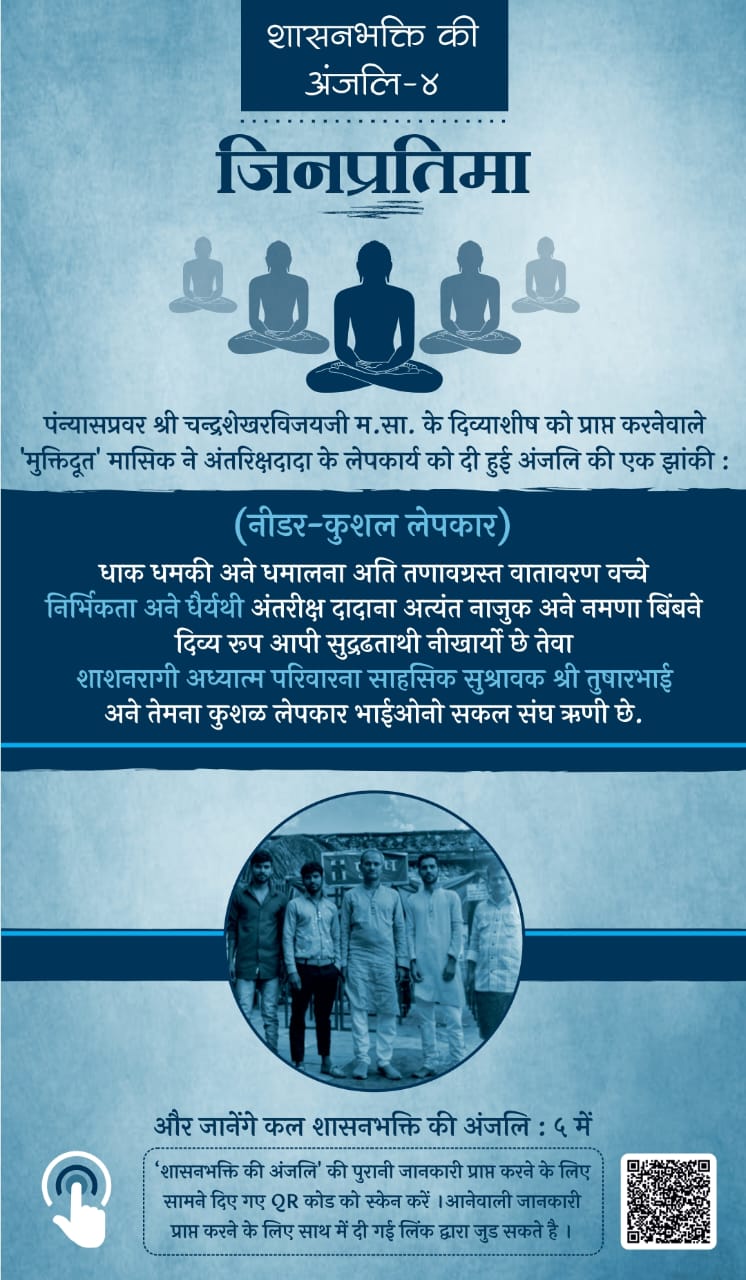 शासनभक्ति की
अंजलि-४
जिनप्रतिमा
पंन्यासप्रवर श्री चन्द्रशेखरविजयजी म.सा. के दिव्याशीष को प्राप्त करनेवाले
'मुक्तिदूत' मासिक ने अंतरिक्षदादा के लेपकार्य को दी हुई अंजलि की एक झांकी :
(नीडर-कुशल लेपकार)
धाक धमकी अने धमालना अति तणावग्रस्त वातावरण वच्चे
निर्भिकता अने धैर्यथी अंतरीक्ष दादाना अत्यंत नाजुक अने नमणा बिंबने
दिव्य रूप आपी सुद्रढताथी नीखार्यो छे तेवा
शाशनरागी अध्यात्म परिवारना साहसिक सुश्रावक श्री तुषारभाई
अने तेमना कुशळ लेपकार भाईओनो सकल संघ ऋणी छे.
और जानेंगे कल शासनभक्ति की अंजलि : ५ में
‘शासनभक्ति की अंजलि' की पुरानी जानकारी प्राप्त करने के लिए
सामने दिए गए QR कोड को स्केन करें ।आनेवाली जानकारी
प्राप्त करने के लिए साथ में दी गई लिंक द्वारा जुड सकते है ।